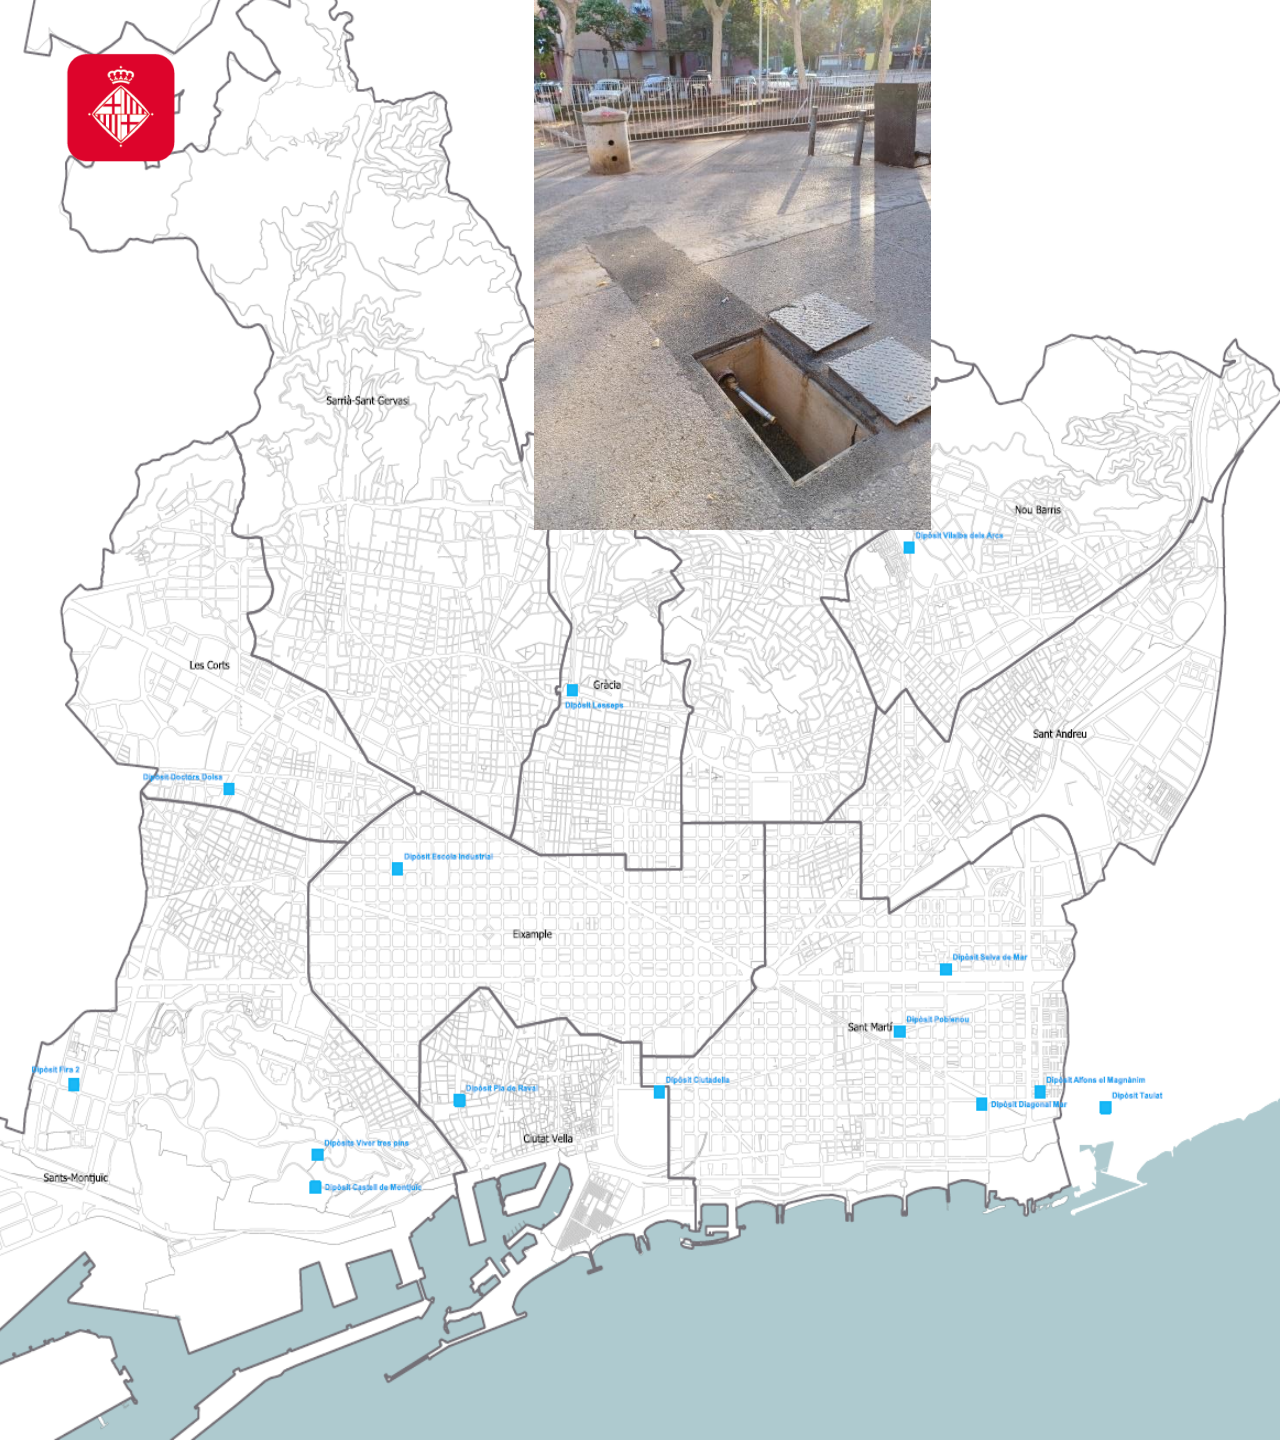 Sarrià-Sant Gervasi
Nou Barris
Dipòsit Vilalba dels Arcs
Les Corts
Gràcia
Dipòsit Lesseps
Sant Andreu
Dipòsit Doctors Dolsa
Dipòsit Escola Industrial
Eixample
Dipòsit Selva de Mar
Dipòsit Poblenou
Sant Martí
Dipòsit Fira 2
Dipòsit Pla de Raval
Dipòsit Ciutadella
Dipòsit Alfons el Magnànim
Dipòsit Taulat
Dipòsit Diagonal Mar
Ciutat Vella
Dipòsits Viver tres pins
Sants-Montjuïc
Dipòsit Castell de Montjuïc